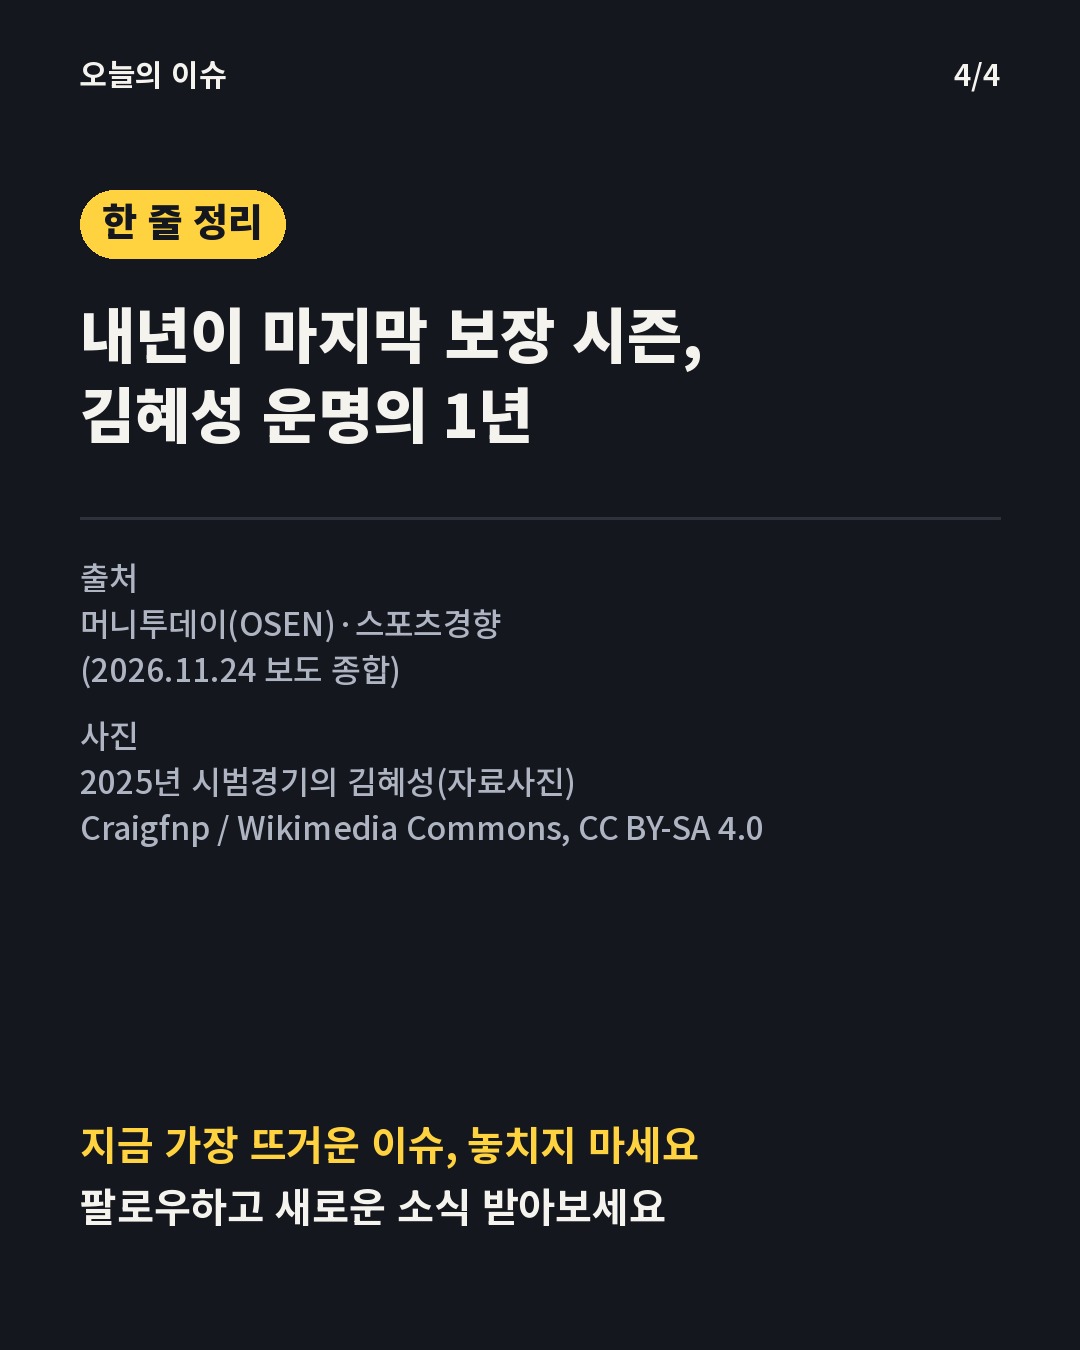 오늘의 이슈
4/4
한 줄 정리
내년이 마지막 보장 시즌,
김혜성 운명의 1년
출처
머니투데이(OSEN)·스포츠경향
(2026.11.24 보도 종합)
사진
2025년 시범경기의 김혜성(자료사진)
Craigfnp / Wikimedia Commons, CC BY-SA 4.0
지금 가장 뜨거운 이슈, 놓치지 마세요
팔로우하고 새로운 소식 받아보세요